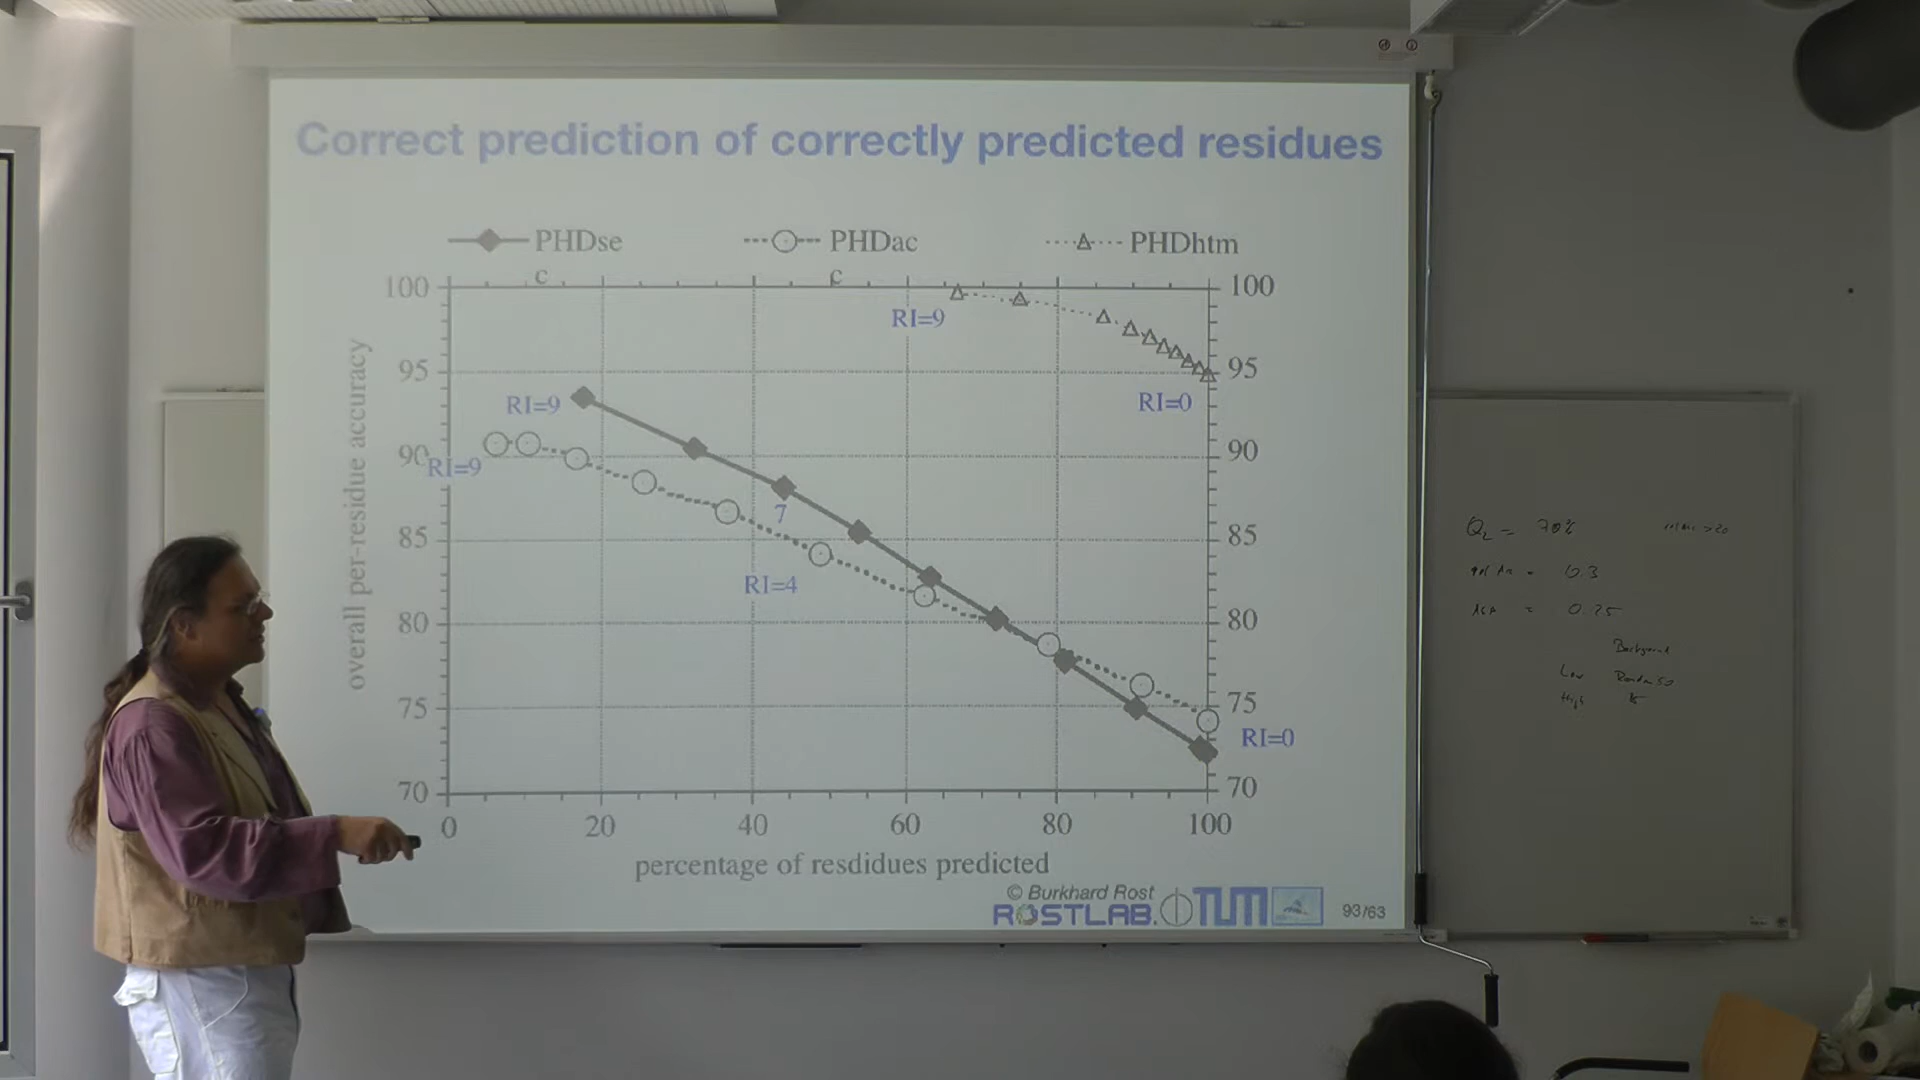 Correct prediction of correctly predicted residues
PHDse
c
PHDac
c
PHDhtm
100
95
90
85
80
75
70
100
95
90
85
80
75
70
overall per-residue accuracy
RI=9
RI=9
RI=9
RI=0
7
RI=4
RI=0
0 20 40 60 80 100
percentage of resdidues predicted
© Burkhard Rost
ROSTLAB. TUM
93/63
= 70%
= 0.3
= 0.25
Low
High